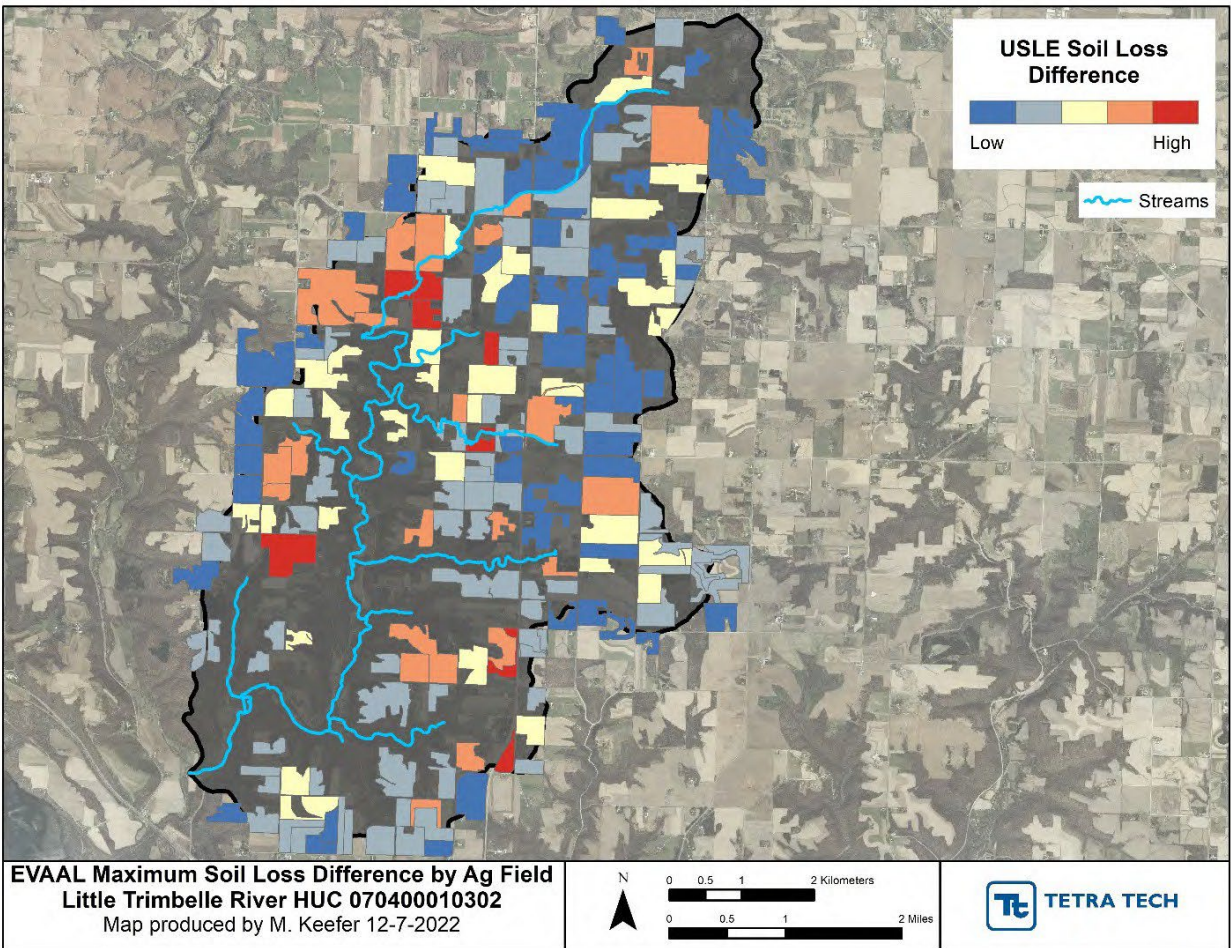 USLE Soil Loss
Difference
Low
High
Streams
EVAAL Maximum Soil Loss Difference by Ag Field
Little Trimbelle River HUC 070400010302
Map produced by M. Keefer 12-7-2022
N
0 0.5 1 2 Kilometers
0 0.5 1 2 Miles
Tt
TETRA TECH